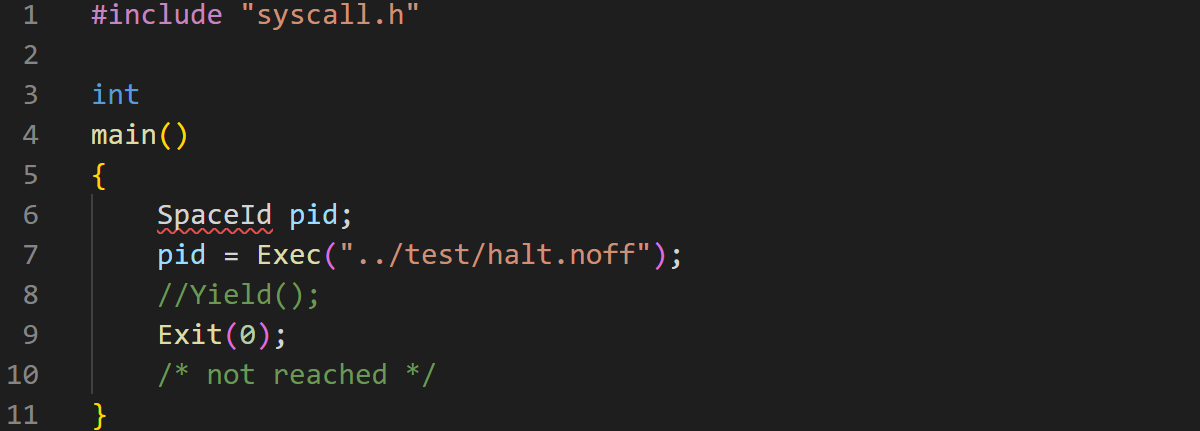 1 #include "syscall.h"
2
3 int
4 main()
5 {
6 SpaceId pid;
7 pid = Exec("../test/halt.noff");
8 //Yield();
9 Exit(0);
10 /* not reached */
11 }